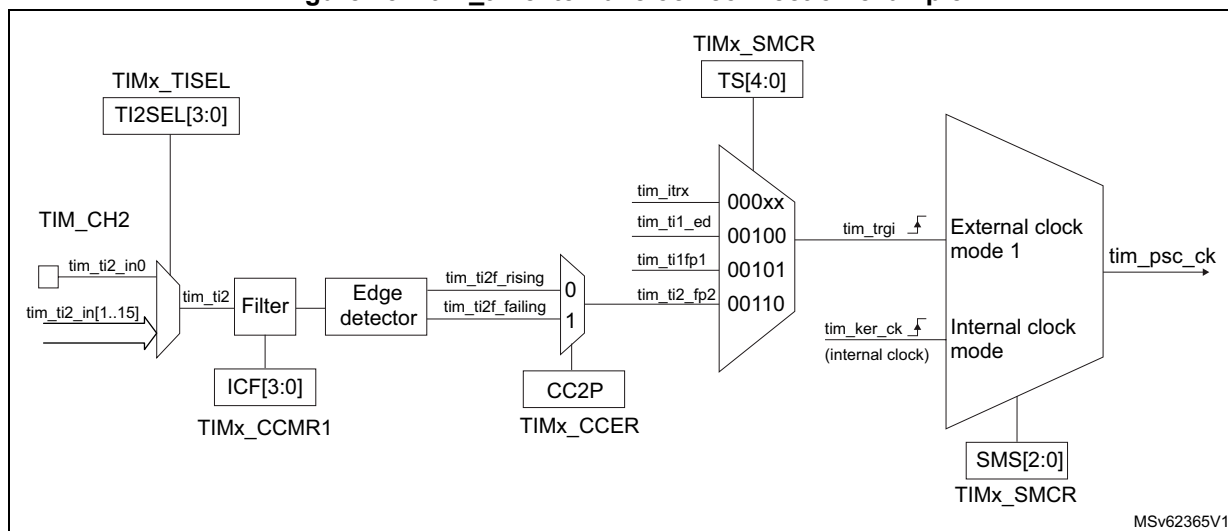 TIMx_SMCR
TS[4:0]
TIMx_TISEL
TI2SEL[3:0]
TIM_CH2
tim_ti2_in0
tim_ti2_in[1..15]
tim_ti2
Filter
ICF[3:0]
TIMx_CCMR1
Edge
detector
tim_ti2f_rising
tim_ti2f_failing
0
1
CC2P
TIMx_CCER
tim_itrx
000xx
tim_ti1_ed
00100
tim_ti1fp1
00101
tim_ti2_fp2
00110
tim_trgi
External clock
mode 1
tim_ker_ck
(internal clock)
Internal clock
mode
tim_psc_ck
SMS[2:0]
TIMx_SMCR
MSv62365V1